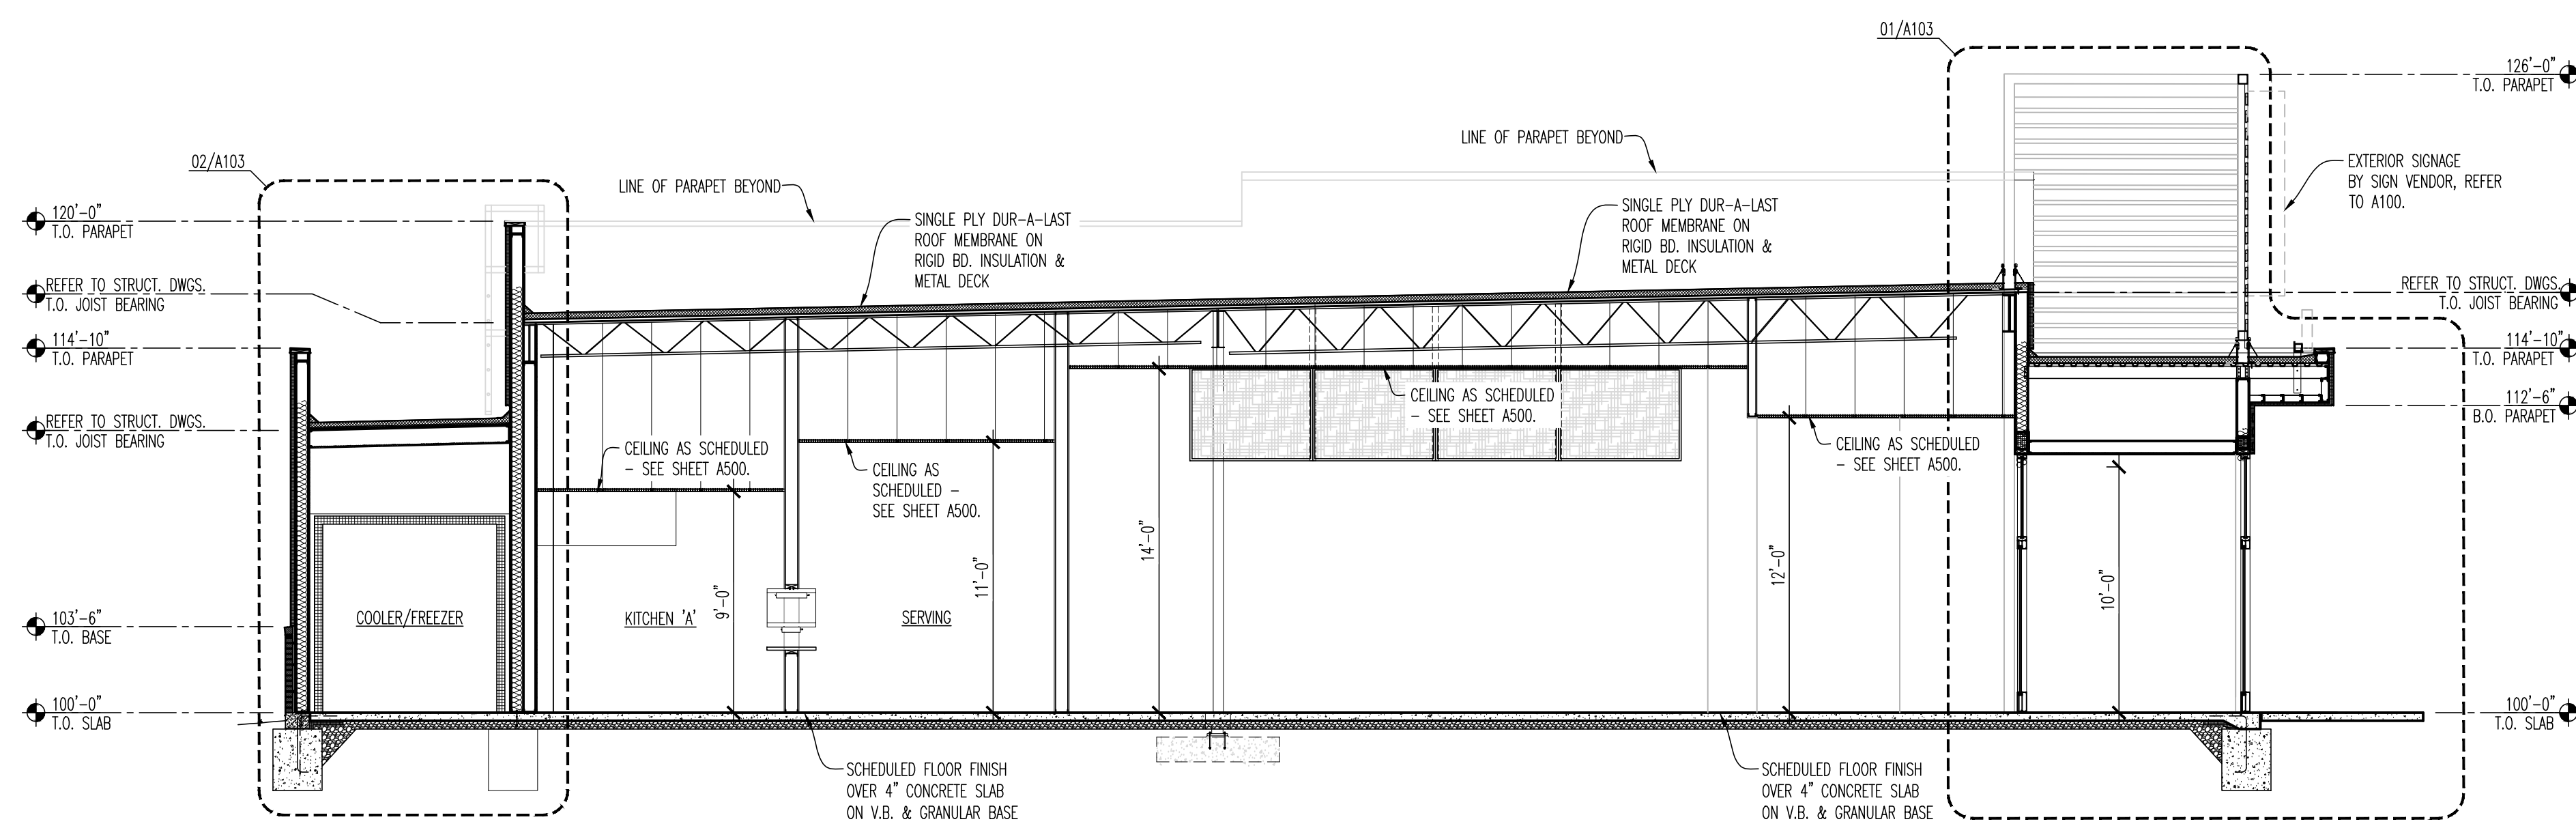 01/A103
126'-0"
T.O. PARAPET
LINE OF PARAPET BEYOND
02/A103
EXTERIOR SIGNAGE
BY SIGN VENDOR, REFER
TO A100.
LINE OF PARAPET BEYOND
120'-0"
T.O. PARAPET
SINGLE PLY DUR-A-LAST
ROOF MEMBRANE ON
RIGID BD. INSULATION &
METAL DECK
SINGLE PLY DUR-A-LAST
ROOF MEMBRANE ON
RIGID BD. INSULATION &
METAL DECK
REFER TO STRUCT. DWGS.
T.O. JOIST BEARING
REFER TO STRUCT. DWGS.
T.O. JOIST BEARING
114'-10"
T.O. PARAPET
114'-10"
T.O. PARAPET
112'-6"
B.O. PARAPET
REFER TO STRUCT. DWGS.
T.O. JOIST BEARING
CEILING AS SCHEDULED
- SEE SHEET A500.
CEILING AS SCHEDULED
- SEE SHEET A500.
CEILING AS
SCHEDULED -
SEE SHEET A500.
CEILING AS SCHEDULED
- SEE SHEET A500.
9'-0"
11'-0"
14'-0"
12'-0"
10'-0"
103'-6"
T.O. BASE
COOLER/FREEZER
KITCHEN 'A'
SERVING
100'-0"
T.O. SLAB
100'-0"
T.O. SLAB
SCHEDULED FLOOR FINISH
OVER 4" CONCRETE SLAB
ON V.B. & GRANULAR BASE
SCHEDULED FLOOR FINISH
OVER 4" CONCRETE SLAB
ON V.B. & GRANULAR BASE